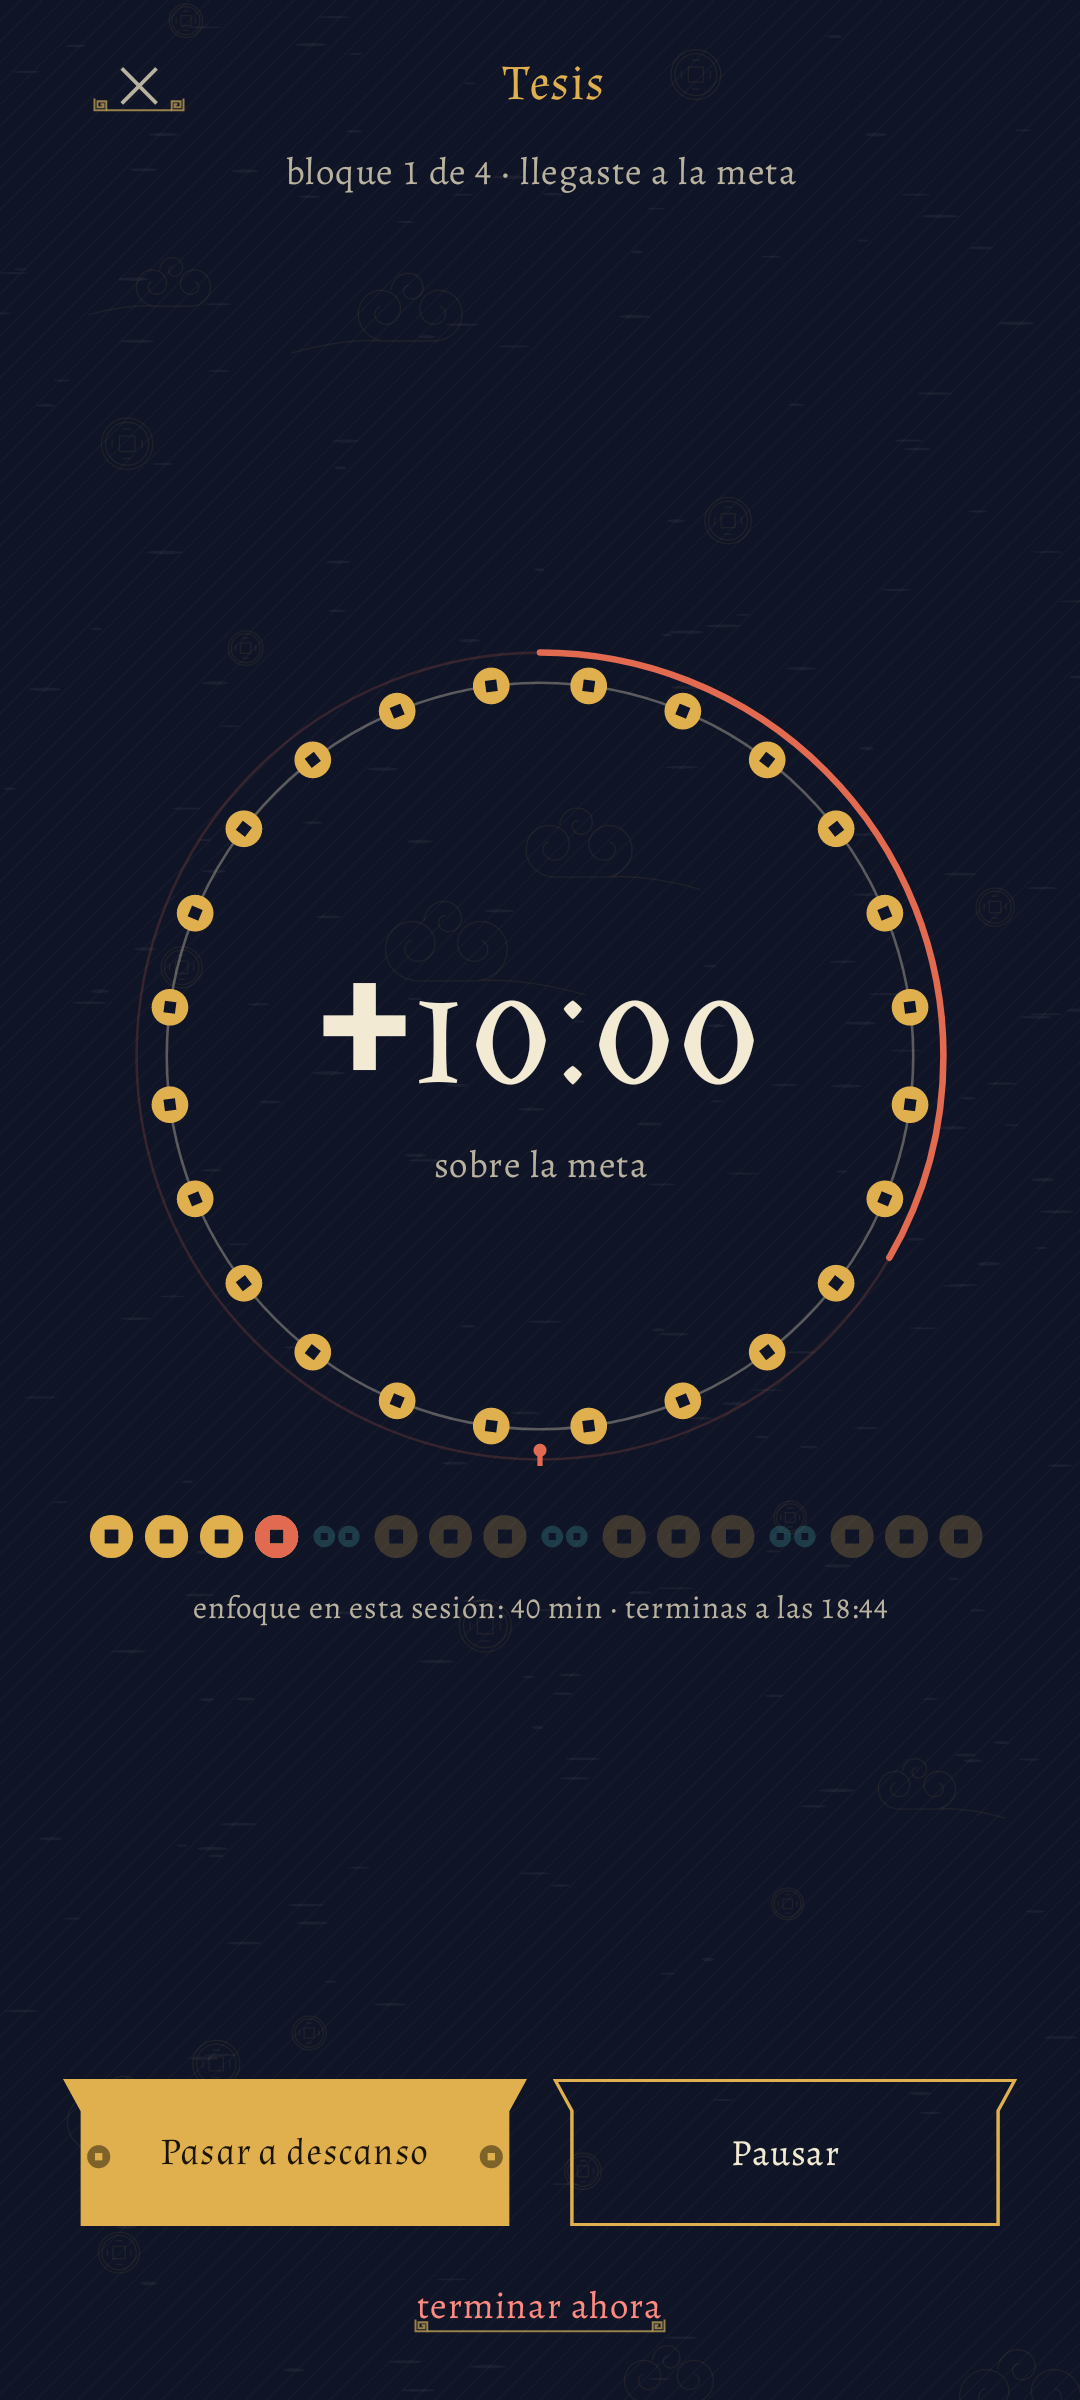 Tesis
bloque 1 de 4 · llegaste a la meta
+10:00
sobre la meta
enfoque en esta sesión: 40 min · terminas a las 18:44
Pasar a descanso
Pausar
terminar ahora